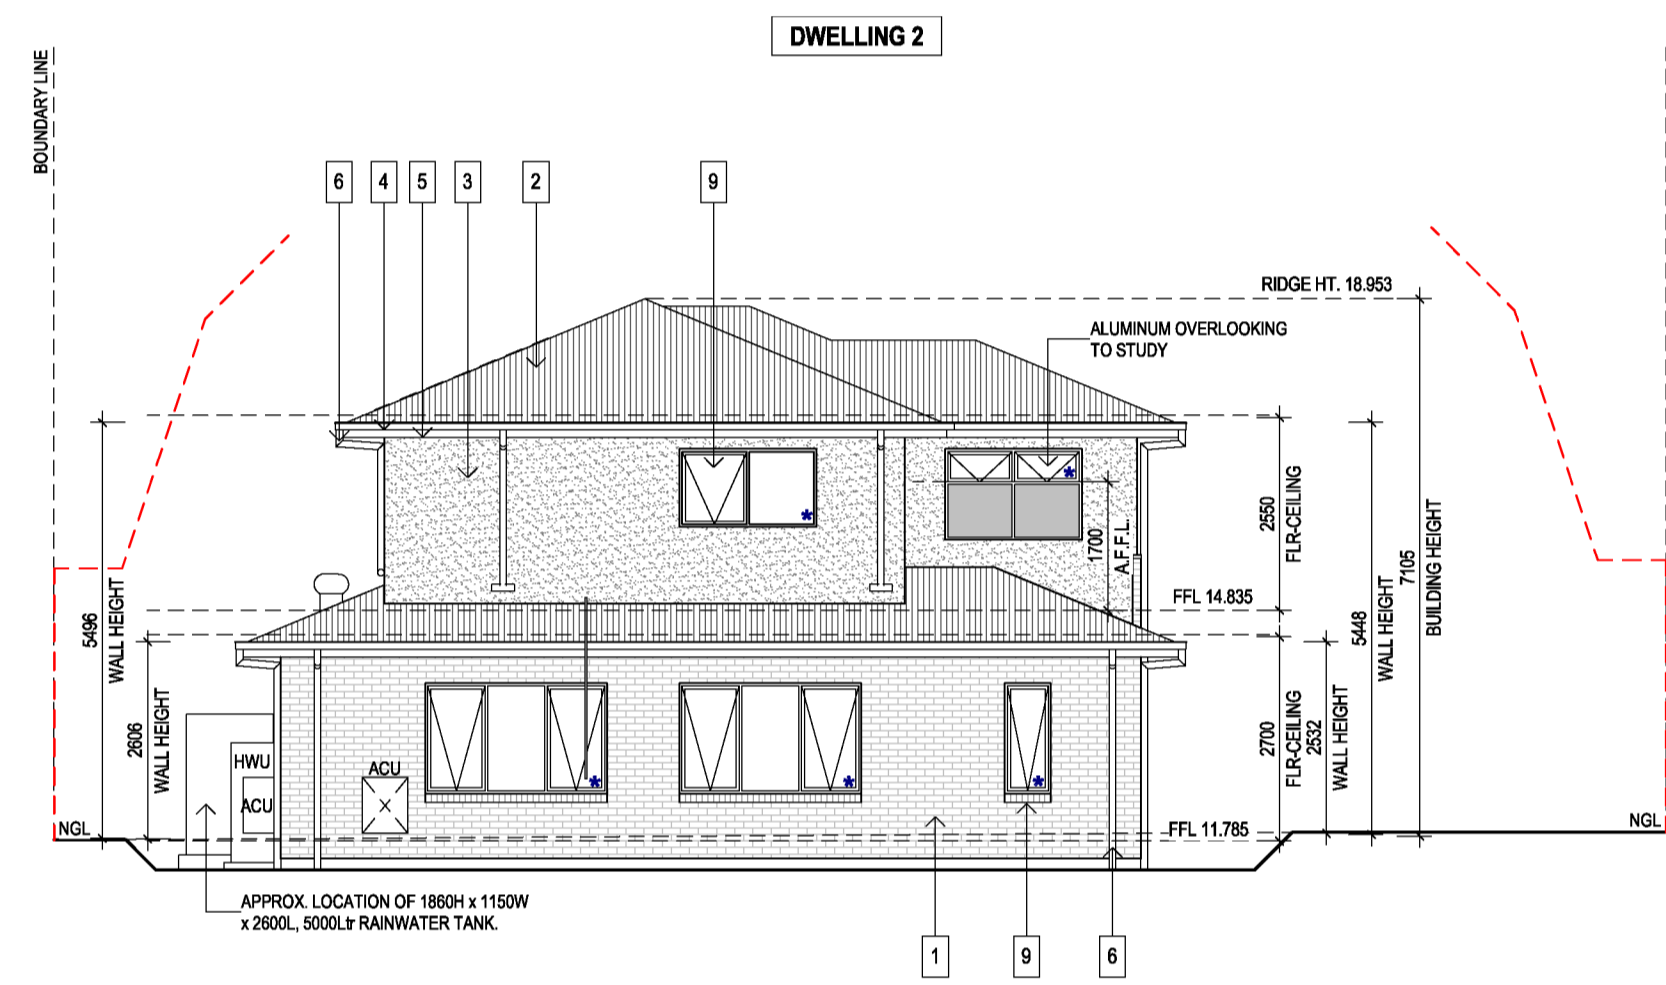 DWELLING 2
BOUNDARY LINE
6
4
5
3
2
9
RIDGE HT. 18.953
ALUMINUM OVERLOOKING
TO STUDY
5496
WALL HEIGHT
2606
WALL HEIGHT
1700
A.F.F.L.
2550
FLR-CEILING
FFL 14.835
7105
BUILDING HEIGHT
5448
WALL HEIGHT
2700
FLR-CEILING
2532
WALL HEIGHT
HWU
ACU
ACU
X
*
*
*
*
*
NGL
FFL 11.785
NGL
APPROX. LOCATION OF 1860H x 1150W
x 2600L, 5000Ltr RAINWATER TANK.
1
9
6